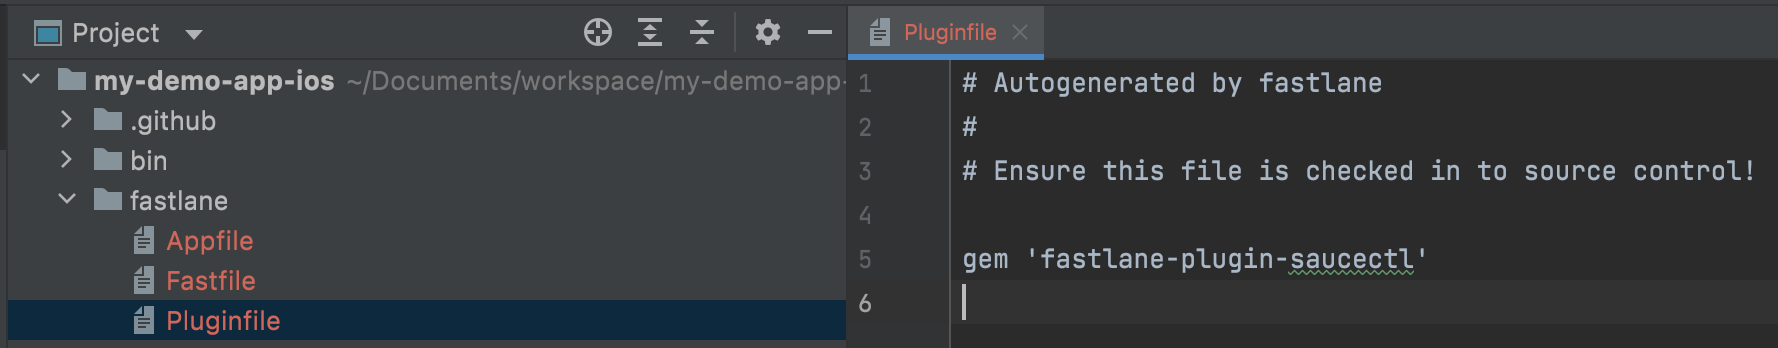 Project
my-demo-app-ios ~/Documents/workspace/my-demo-app-
.github
bin
fastlane
Appfile
Fastfile
Pluginfile
Pluginfile
1 # Autogenerated by fastlane
2 #
3 # Ensure this file is checked in to source control!
4
5 gem 'fastlane-plugin-saucectl'
6